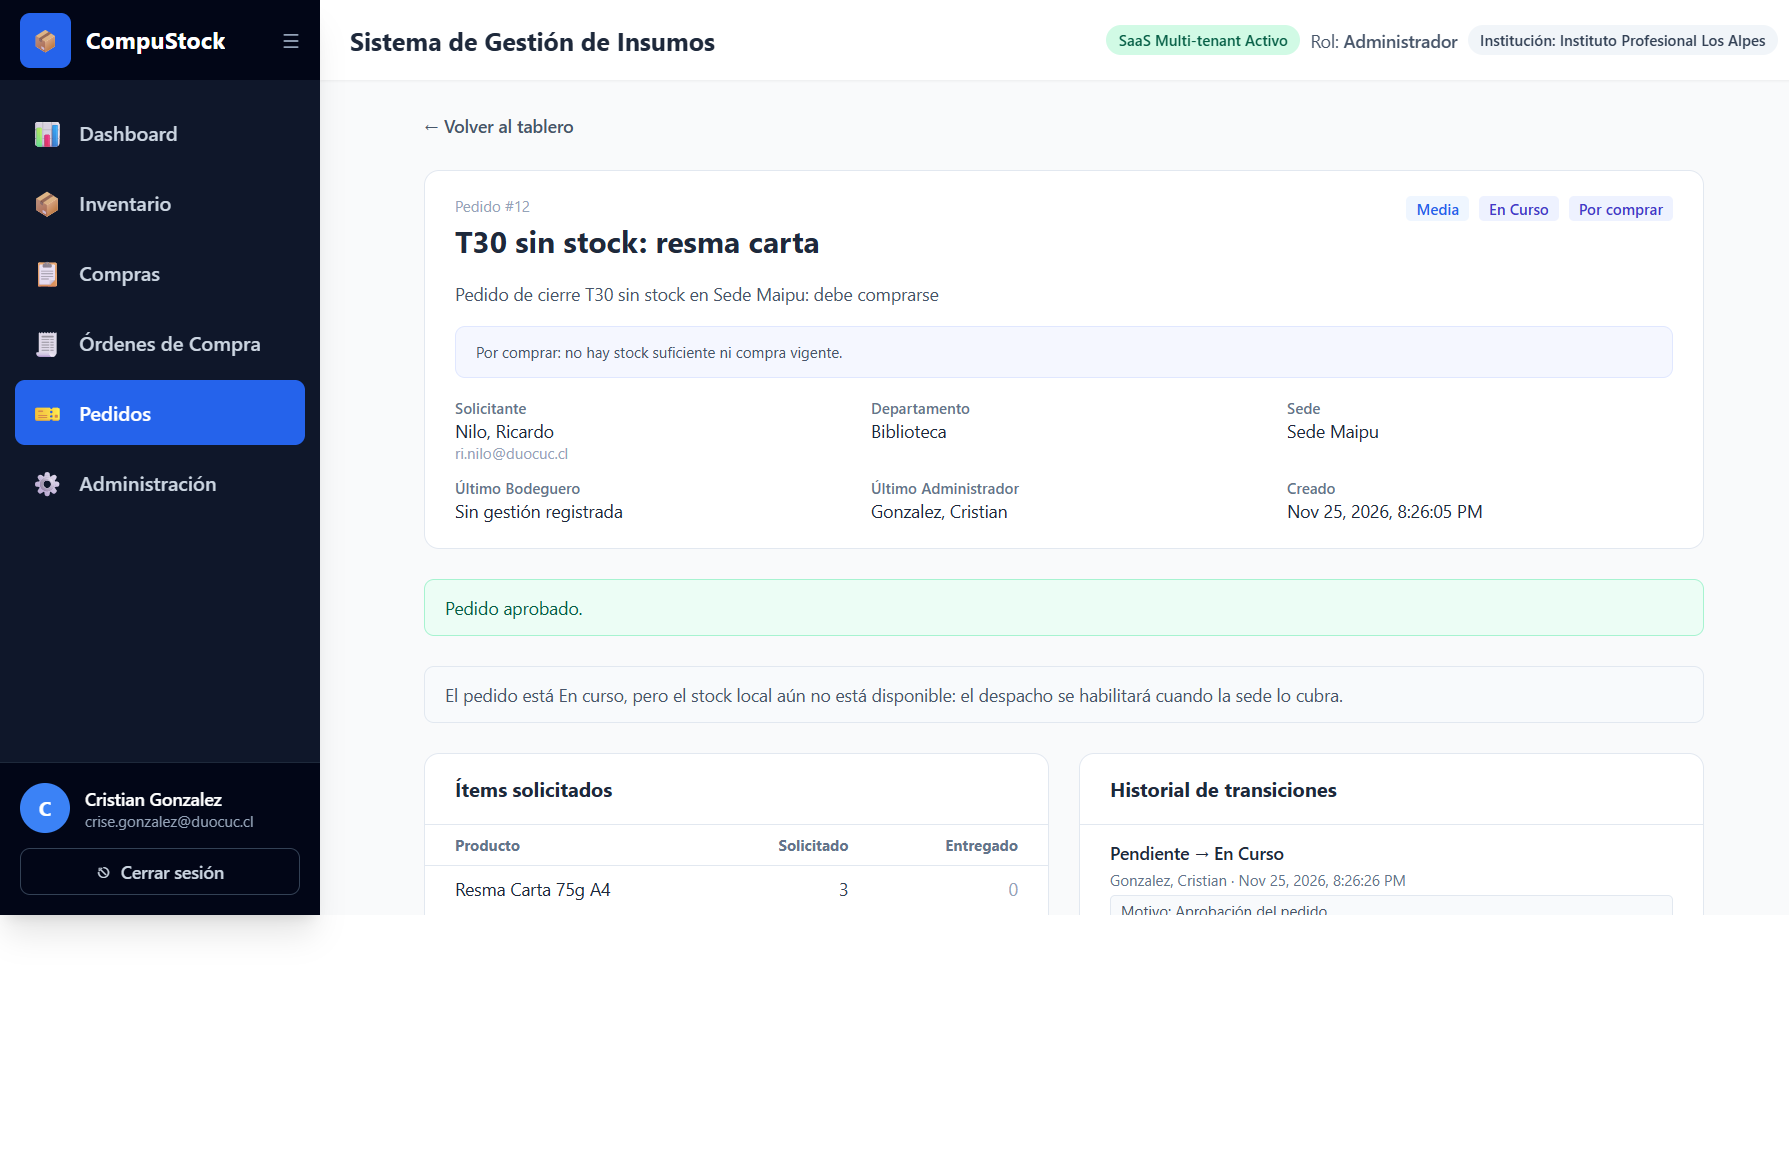 CompuStock
☰
Sistema de Gestión de Insumos
SaaS Multi-tenant Activo
Rol: Administrador
Institución: Instituto Profesional Los Alpes
Dashboard
Inventario
Compras
Órdenes de Compra
Pedidos
Administración
C
Cristian Gonzalez
crise.gonzalez@duocuc.cl
Cerrar sesión
← Volver al tablero
Pedido #12
Media
En Curso
Por comprar
T30 sin stock: resma carta
Pedido de cierre T30 sin stock en Sede Maipu: debe comprarse
Por comprar: no hay stock suficiente ni compra vigente.
Solicitante
Nilo, Ricardo
ri.nilo@duocuc.cl
Departamento
Biblioteca
Sede
Sede Maipu
Último Bodeguero
Sin gestión registrada
Último Administrador
Gonzalez, Cristian
Creado
Nov 25, 2026, 8:26:05 PM
Pedido aprobado.
El pedido está En curso, pero el stock local aún no está disponible: el despacho se habilitará cuando la sede lo cubra.
Ítems solicitados
Producto Solicitado Entregado
Resma Carta 75g A4 3 0
Historial de transiciones
Pendiente → En Curso
Gonzalez, Cristian · Nov 25, 2026, 8:26:26 PM
Motivo: Aprobación del pedido